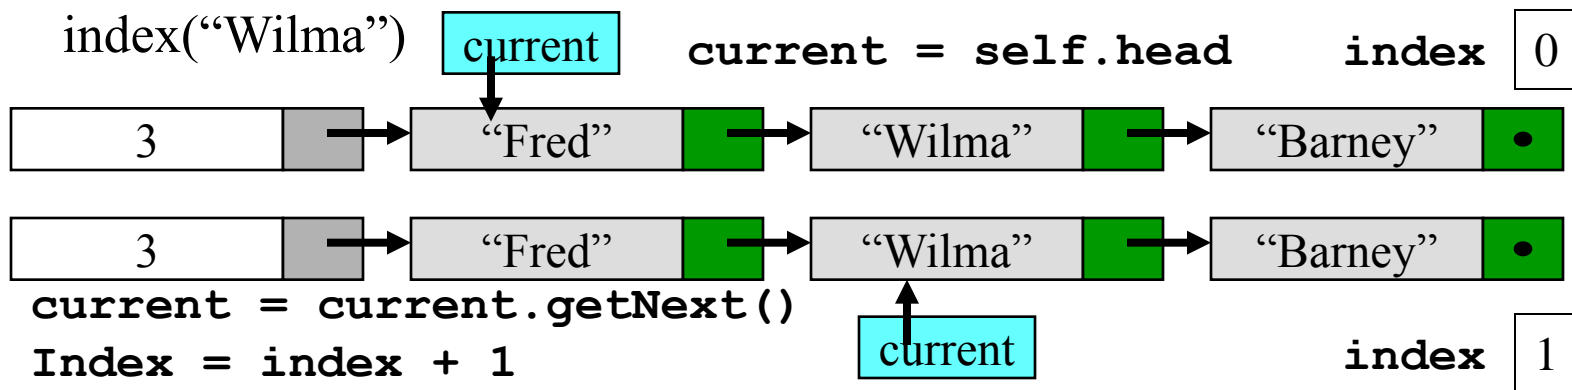 index(“Wilma”) current current = self.head index 0
3 “Fred” “Wilma” “Barney”
3 “Fred” “Wilma” “Barney”
current = current.getNext()
Index = index + 1 current index 1